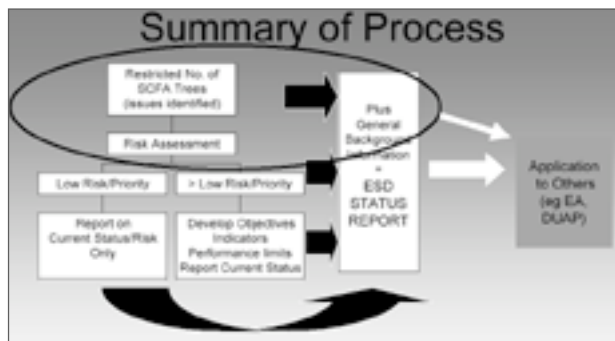 Summary of Process
Restricted No. of
SCFA Trees
(issues identified)
Risk Assessment
Low Risk/Priority
> Low Risk/Priority
Report on
Current Status/Risk
Only
Develop Objectives
Indicators
Performance limits
Report Current Status
Plus
General
Background
Information
=
ESD
STATUS
REPORT
Application
to Others
(eg EA,
DUAP)